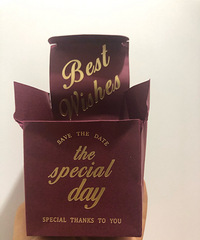 Best
Wishes
SAVE THE DATE
the
special
day
SPECIAL THANKS TO YOU